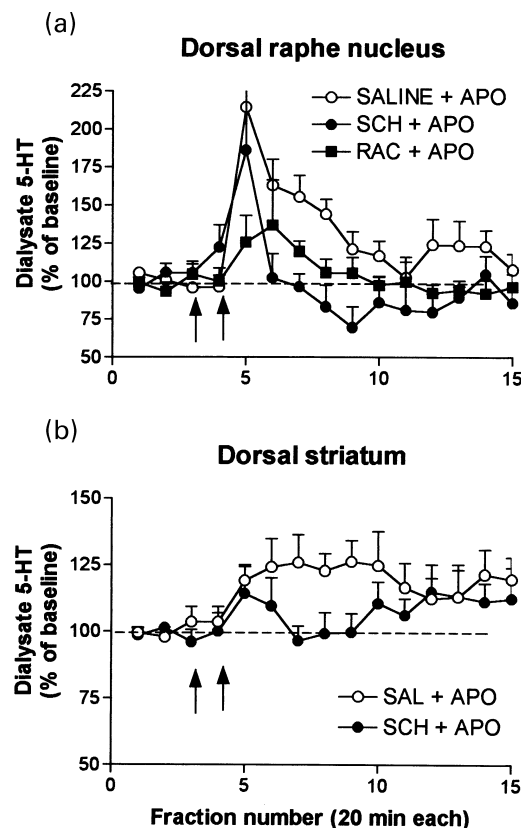 (a)
Dorsal raphe nucleus
Dialysate 5-HT
(% of baseline)
225
200
175
150
125
100
75
50
SALINE + APO
SCH + APO
RAC + APO
0
5
10
15
(b)
Dorsal striatum
Dialysate 5-HT
(% of baseline)
150
125
100
75
50
SAL + APO
SCH + APO
0
5
10
15
Fraction number (20 min each)